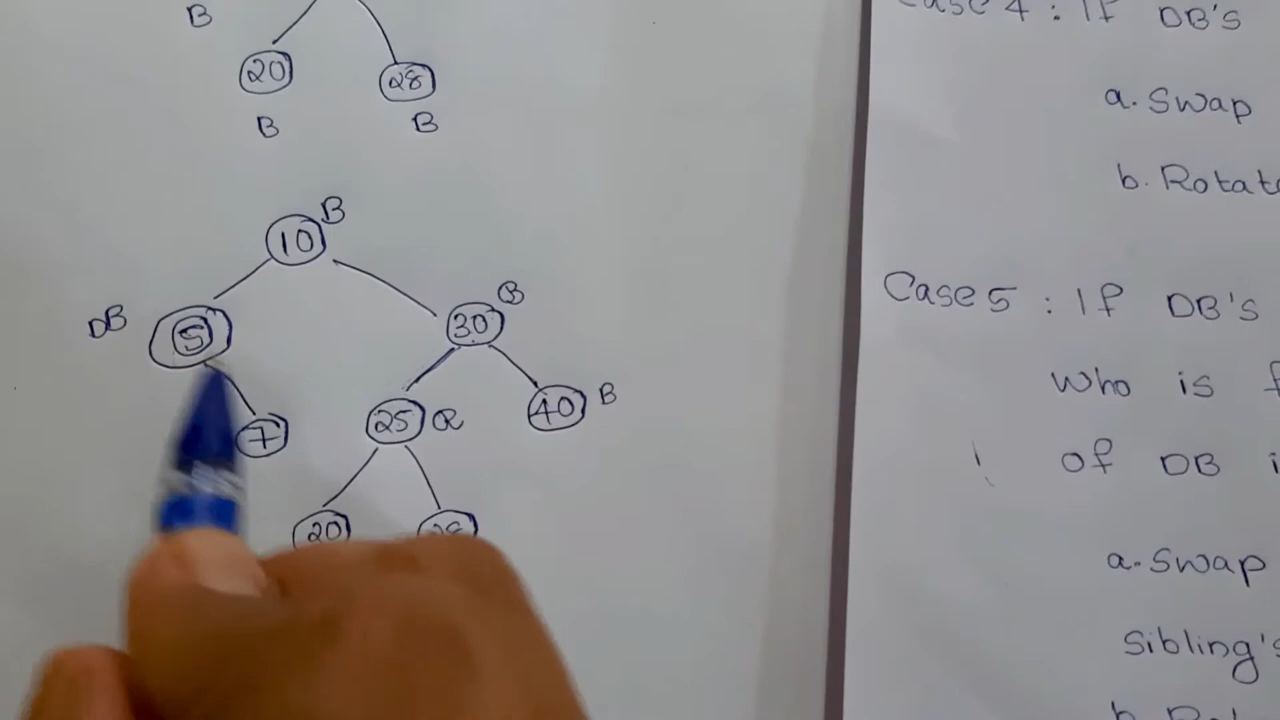 B
20
28
B
B
10 B
DB 5
30 B
7
25 R
40 B
20
28
Case 4 : If DB's
a. Swap
b. Rotate
Case 5 : If DB's
Who is
of DB
a. Swap
Sibling's
b.